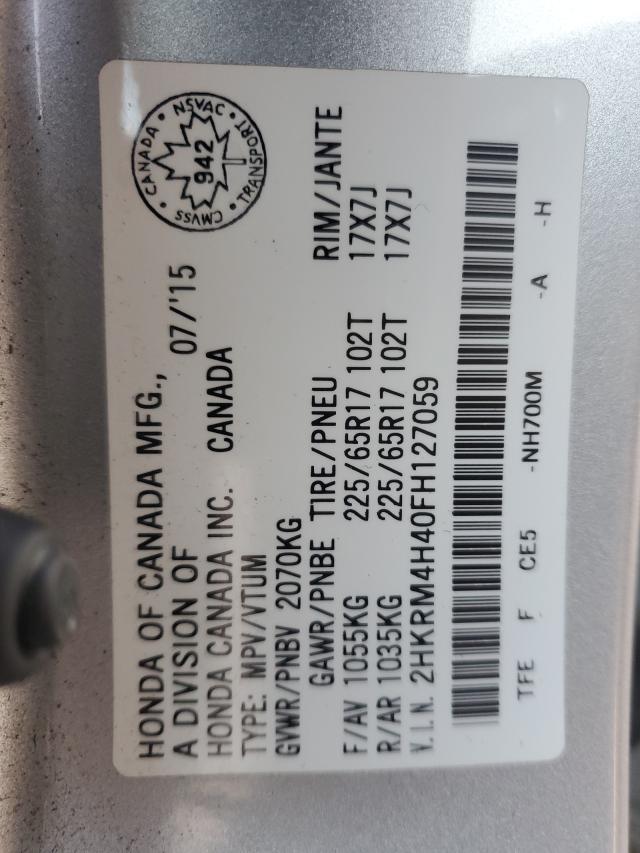 HONDA OF CANADA MFG., 07/'15
A DIVISION OF
HONDA CANADA INC. CANADA
TYPE: MPV/VTUM
GVWR/PNBV 2070KG
GAWR/PNBE TIRE/PNEU RIM/JANTE
F/AV 1055KG 225/65R17 102T 17X7J
R/AR 1035KG 225/65R17 102T 17X7J
V.I.N. 2HKRM4H40FH127059
TFE F CE5 -NH700M -A -H
CANADA • NSVAC • TRANSPORT • CMVSS •
942